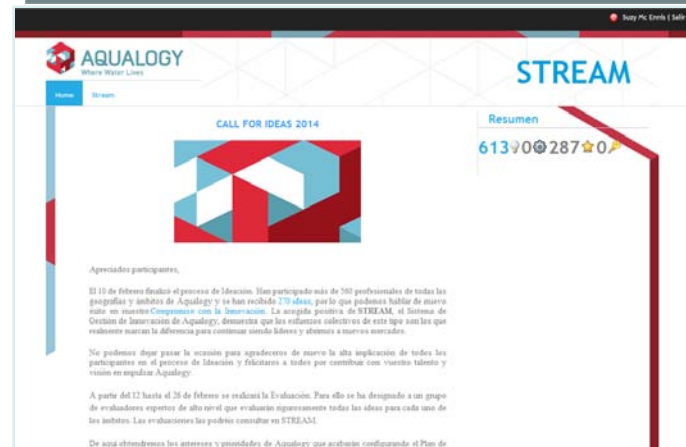 Suzy Mc Ennis ( Salir
AQUALOGY
Where Water Lives
STREAM
Home Stream
CALL FOR IDEAS 2014
Resumen
613 0 287 0
Apreciados participantes,
El 10 de febrero finalizó el proceso de Ideación. Han participado más de 560 profesionales de todas las
geografías y ámbitos de Aqualogy y se han recibido 270 ideas, por lo que podemos hablar de nuevo
éxito en nuestro Compromiso con la Innovación. La acogida positiva de STREAM, el Sistema de
Gestión de Innovación de Aqualogy, demuestra que los esfuerzos colectivos de este tipo son los que
realmente marcan la diferencia para continuar siendo líderes y abrirnos a nuevos mercados.
No podemos dejar pasar la ocasión para agradeceros de nuevo la alta implicación de todos los
participantes en el proceso de Ideación y felicitaros a todos por contribuir con vuestro talento y
visión en impulsar Aqualogy.
A partir del 12 hasta el 26 de febrero se realizará la Evaluación. Para ello se ha designado a un grupo
de evaluadores expertos de alto nivel que evaluarán rigurosamente todas las ideas para cada uno de
los ámbitos. Las evaluaciones las podréis consultar en STREAM.
De aquí obtendremos los intereses y prioridades de Aqualogy que acabarán configurando el Plan de